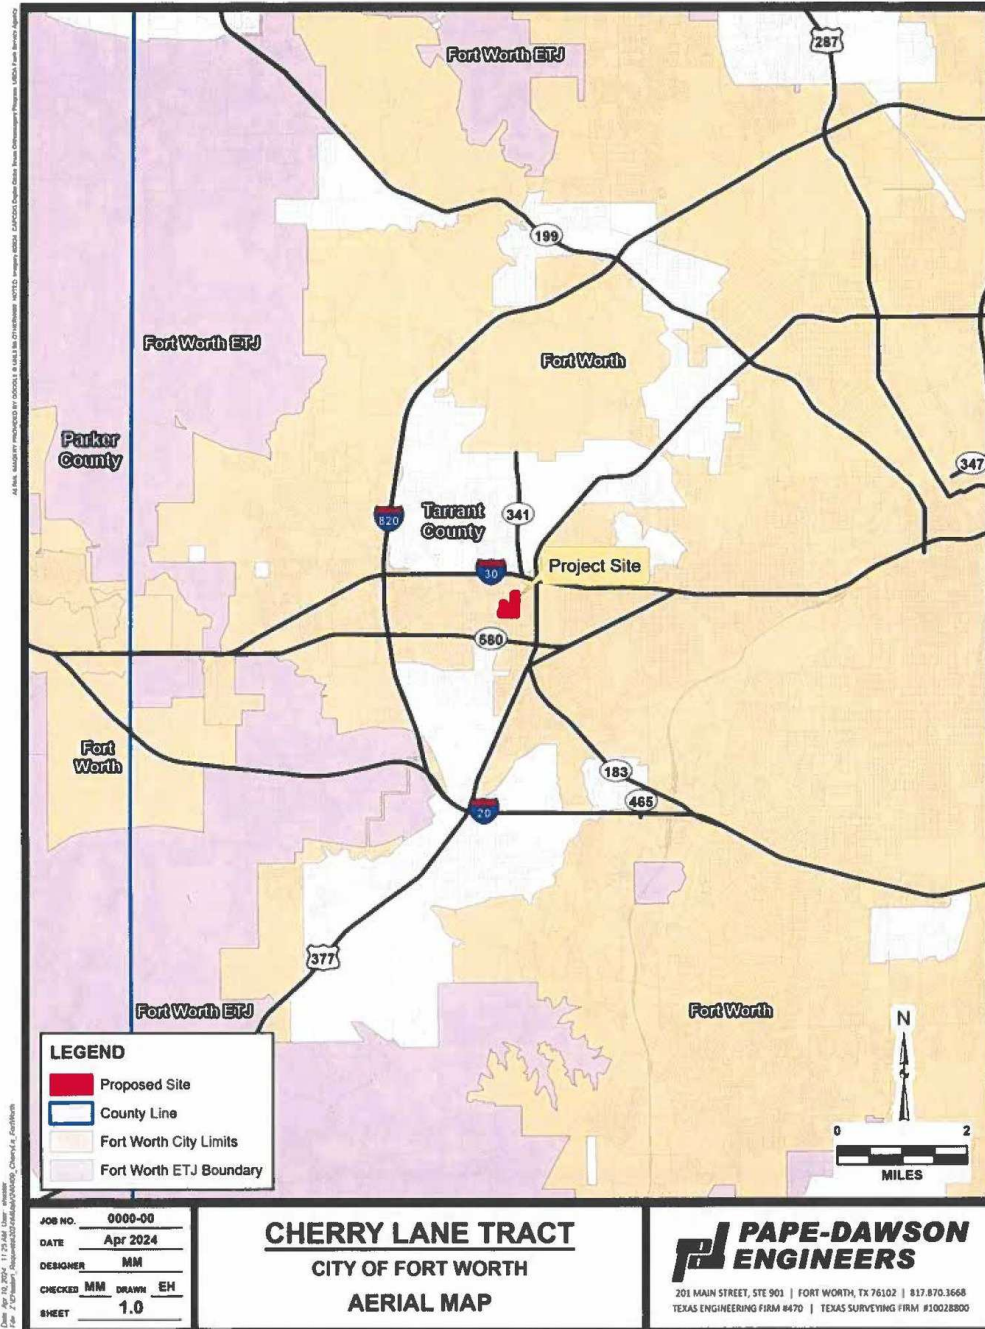 Fort Worth ETJ
287
199
Fort Worth ETJ
Fort Worth
Parker
County
347
820
Tarrant
County
341
30
Project Site
580
Fort
Worth
183
465
20
377
Fort Worth ETJ
Fort Worth
N
LEGEND
Proposed Site
County Line
Fort Worth City Limits
Fort Worth ETJ Boundary
0 2
MILES
JOB NO. 0000-00
DATE Apr 2024
DESIGNER MM
CHECKED MM DRAWN EH
SHEET 1.0
CHERRY LANE TRACT
CITY OF FORT WORTH
AERIAL MAP
PAPE-DAWSON
ENGINEERS
201 MAIN STREET, STE 901 | FORT WORTH, TX 76102 | 817.870.3668
TEXAS ENGINEERING FIRM #470 | TEXAS SURVEYING FIRM #10028800